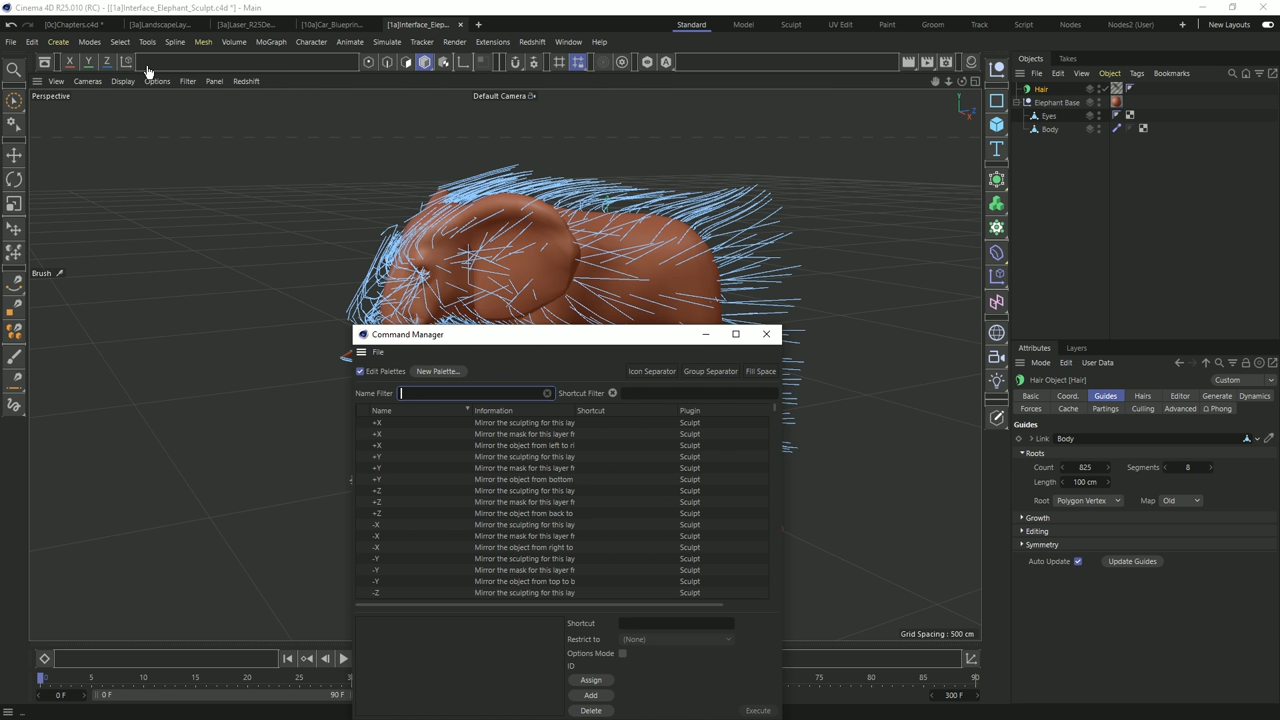 Cinema 4D R25.010 (RC) - [[1a]Interface_Elephant_Sculpt.c4d *] - Main
[0c]Chapters.c4d * [3a]LandscapeLay... [3a]Laser_R25De... [10a]Car_Blueprin... [1a]Interface_Elep... × + Standard Model Sculpt UV Edit Paint Groom Track Script Nodes Nodes2 (User) + New Layouts
File Edit Create Modes Select Tools Spline Mesh Volume MoGraph Character Animate Simulate Tracker Render Extensions Redshift Window Help
X Y Z
Objects Takes
View Cameras Display Options Filter Panel Redshift
File Edit View Object Tags Bookmarks
Perspective Default Camera
Y X
Hair
Elephant Base
Eyes
Body
Brush
Command Manager
File
Edit Palettes New Palette... Icon Separator Group Separator Fill Space
Name Filter Shortcut Filter
Name Information Shortcut Plugin
+X Mirror the sculpting for this lay Sculpt
+X Mirror the mask for this layer fr Sculpt
+X Mirror the object from left to ri Sculpt
+Y Mirror the sculpting for this lay Sculpt
+Y Mirror the mask for this layer fr Sculpt
+Y Mirror the object from bottom Sculpt
+Z Mirror the sculpting for this lay Sculpt
+Z Mirror the mask for this layer fr Sculpt
+Z Mirror the object from back to Sculpt
-X Mirror the sculpting for this lay Sculpt
-X Mirror the mask for this layer fr Sculpt
-X Mirror the object from right to Sculpt
-Y Mirror the sculpting for this lay Sculpt
-Y Mirror the mask for this layer fr Sculpt
-Y Mirror the object from top to b Sculpt
-Z Mirror the sculpting for this lay Sculpt
Shortcut
Restrict to (None)
Options Mode
ID
Assign
Add
Delete Execute
Attributes Layers
Mode Edit User Data
Hair Object [Hair] Custom
Basic Coord. Guides Hairs Editor Generate Dynamics
Forces Cache Partings Culling Advanced Phong
Guides
Link Body
Roots
Count 825 Segments 8
Length 100 cm
Root Polygon Vertex Map Old
Growth
Editing
Symmetry
Auto Update Update Guides
Grid Spacing : 500 cm
0 5 10 15 20 25 3 75 80 85 90
0 F 0 F 90 F 300 F
...